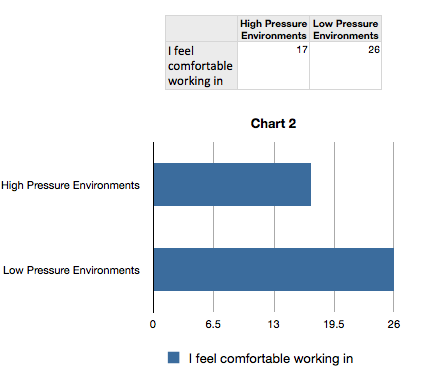 High Pressure Low Pressure
Environments Environments
I feel 17 26
comfortable
working in
Chart 2
High Pressure Environments
Low Pressure Environments
0 6.5 13 19.5 26
I feel comfortable working in